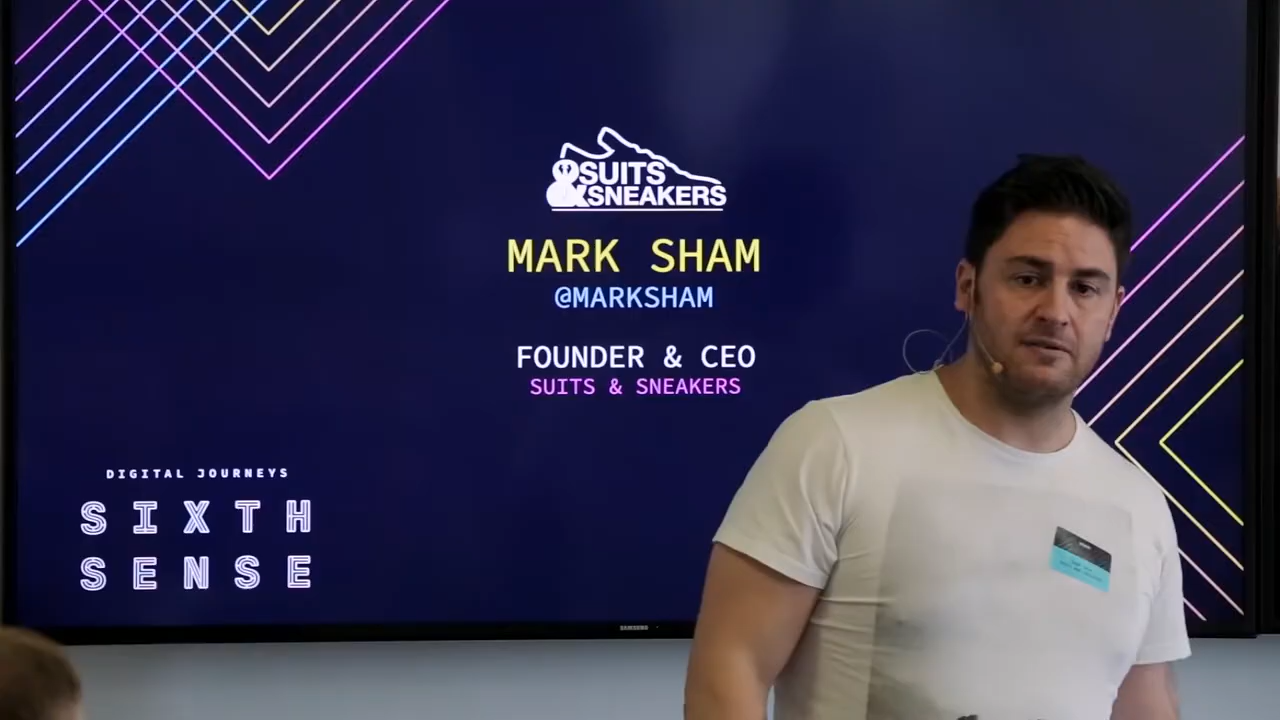 &SUITS
&SNEAKERS
MARK SHAM
@MARKSHAM
FOUNDER & CEO
SUITS & SNEAKERS
DIGITAL JOURNEYS
SIXTH
SENSE
SAMSUNG